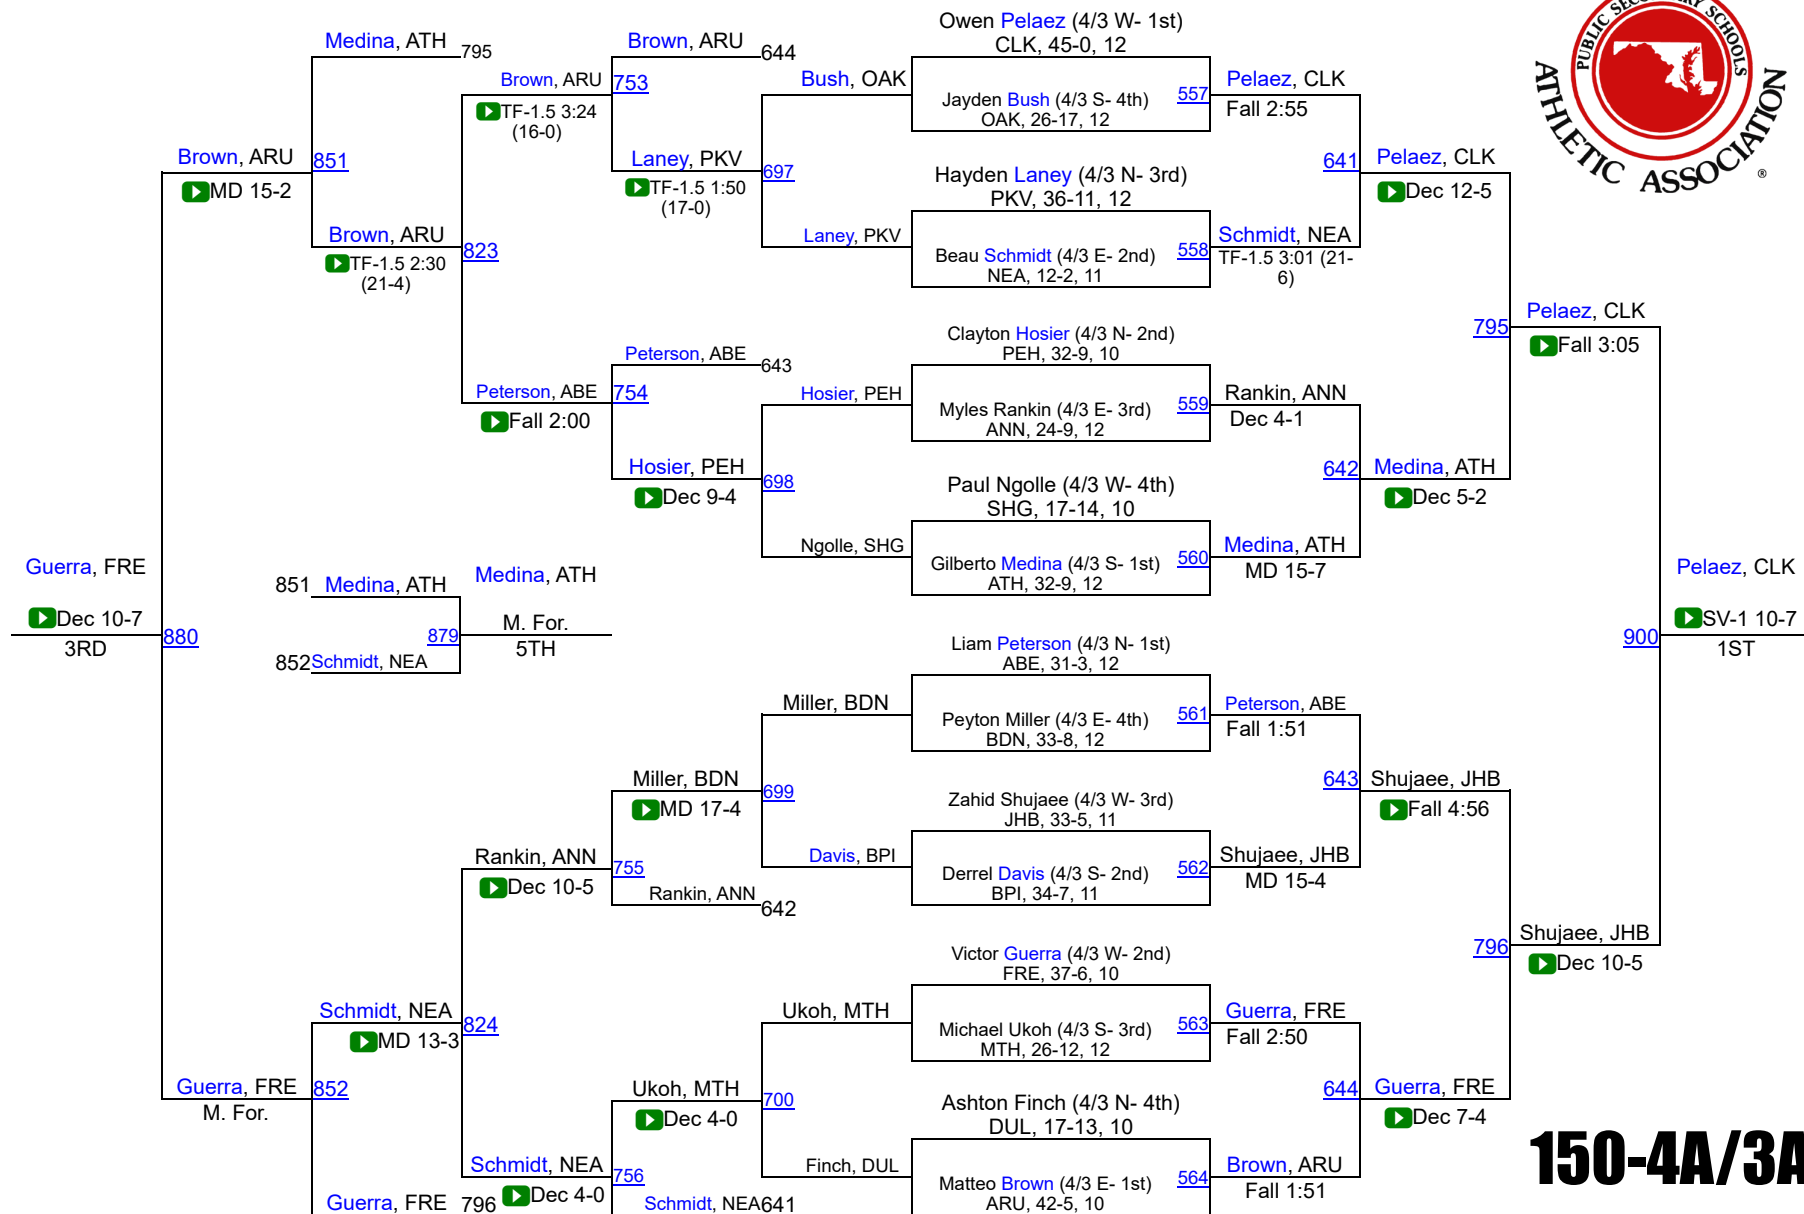 PUBLIC SECONDARY SCHOOLS
ATHLETIC ASSOCIATION
®
Guerra, FRE
Dec 10-7
3RD
880
Brown, ARU
MD 15-2
Guerra, FRE
M. For.
Medina, ATH
795
851
Brown, ARU
TF-1.5 2:30
(21-4)
851 Medina, ATH
852 Schmidt, NEA
879
Medina, ATH
M. For.
5TH
Schmidt, NEA
MD 13-3
852
Guerra, FRE 796
Brown, ARU
TF-1.5 3:24
(16-0)
823
Peterson, ABE
Fall 2:00
Rankin, ANN
Dec 10-5
824
Schmidt, NEA
Dec 4-0
Brown, ARU
644
753
Laney, PKV
TF-1.5 1:50
(17-0)
Peterson, ABE
643
754
Hosier, PEH
Dec 9-4
Miller, BDN
MD 17-4
755
Rankin, ANN
642
Ukoh, MTH
Dec 4-0
756
Schmidt, NEA 641
Bush, OAK
697
Laney, PKV
Hosier, PEH
698
Ngolle, SHG
Miller, BDN
699
Davis, BPI
Ukoh, MTH
700
Finch, DUL
Owen Pelaez (4/3 W- 1st)
CLK, 45-0, 12
Jayden Bush (4/3 S- 4th)
OAK, 26-17, 12
557
Hayden Laney (4/3 N- 3rd)
PKV, 36-11, 12
Beau Schmidt (4/3 E- 2nd)
NEA, 12-2, 11
558
Clayton Hosier (4/3 N- 2nd)
PEH, 32-9, 10
Myles Rankin (4/3 E- 3rd)
ANN, 24-9, 12
559
Paul Ngolle (4/3 W- 4th)
SHG, 17-14, 10
Gilberto Medina (4/3 S- 1st)
ATH, 32-9, 12
560
Liam Peterson (4/3 N- 1st)
ABE, 31-3, 12
Peyton Miller (4/3 E- 4th)
BDN, 33-8, 12
561
Zahid Shujaee (4/3 W- 3rd)
JHB, 33-5, 11
Derrel Davis (4/3 S- 2nd)
BPI, 34-7, 11
562
Victor Guerra (4/3 W- 2nd)
FRE, 37-6, 10
Michael Ukoh (4/3 S- 3rd)
MTH, 26-12, 12
563
Ashton Finch (4/3 N- 4th)
DUL, 17-13, 10
Matteo Brown (4/3 E- 1st)
ARU, 42-5, 10
564
Pelaez, CLK
Fall 2:55
641
Schmidt, NEA
TF-1.5 3:01 (21-
6)
Rankin, ANN
Dec 4-1
642
Medina, ATH
MD 15-7
Peterson, ABE
Fall 1:51
643
Shujaee, JHB
MD 15-4
Guerra, FRE
Fall 2:50
644
Brown, ARU
Fall 1:51
Pelaez, CLK
Dec 12-5
795
Medina, ATH
Dec 5-2
Shujaee, JHB
Fall 4:56
796
Guerra, FRE
Dec 7-4
Pelaez, CLK
Fall 3:05
900
Shujaee, JHB
Dec 10-5
Pelaez, CLK
SV-1 10-7
1ST
150-4A/3A